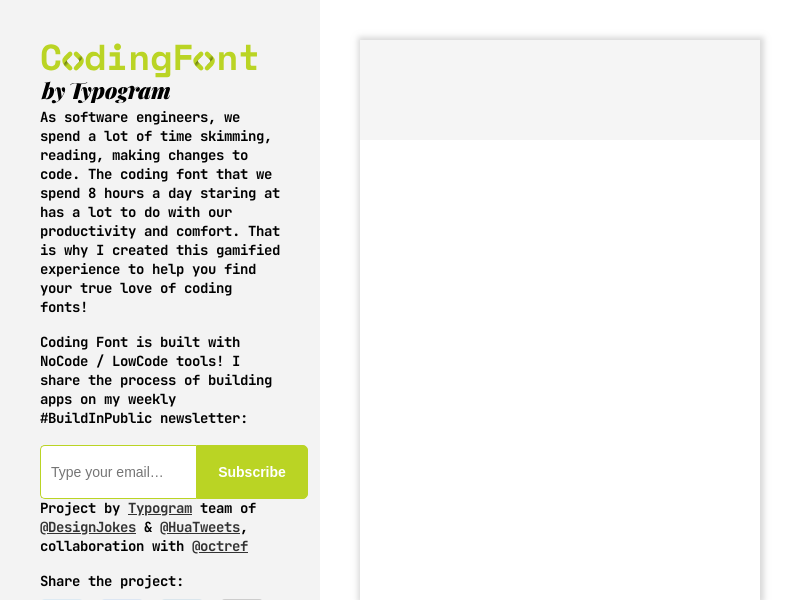 CodingFont
by Typogram
As software engineers, we
spend a lot of time skimming,
reading, making changes to
code. The coding font that we
spend 8 hours a day staring at
has a lot to do with our
productivity and comfort. That
is why I created this gamified
experience to help you find
your true love of coding
fonts!
Coding Font is built with
NoCode / LowCode tools! I
share the process of building
apps on my weekly
#BuildInPublic newsletter:
Type your email… Subscribe
Project by Typogram team of
@DesignJokes & @HuaTweets,
collaboration with @octref
Share the project: